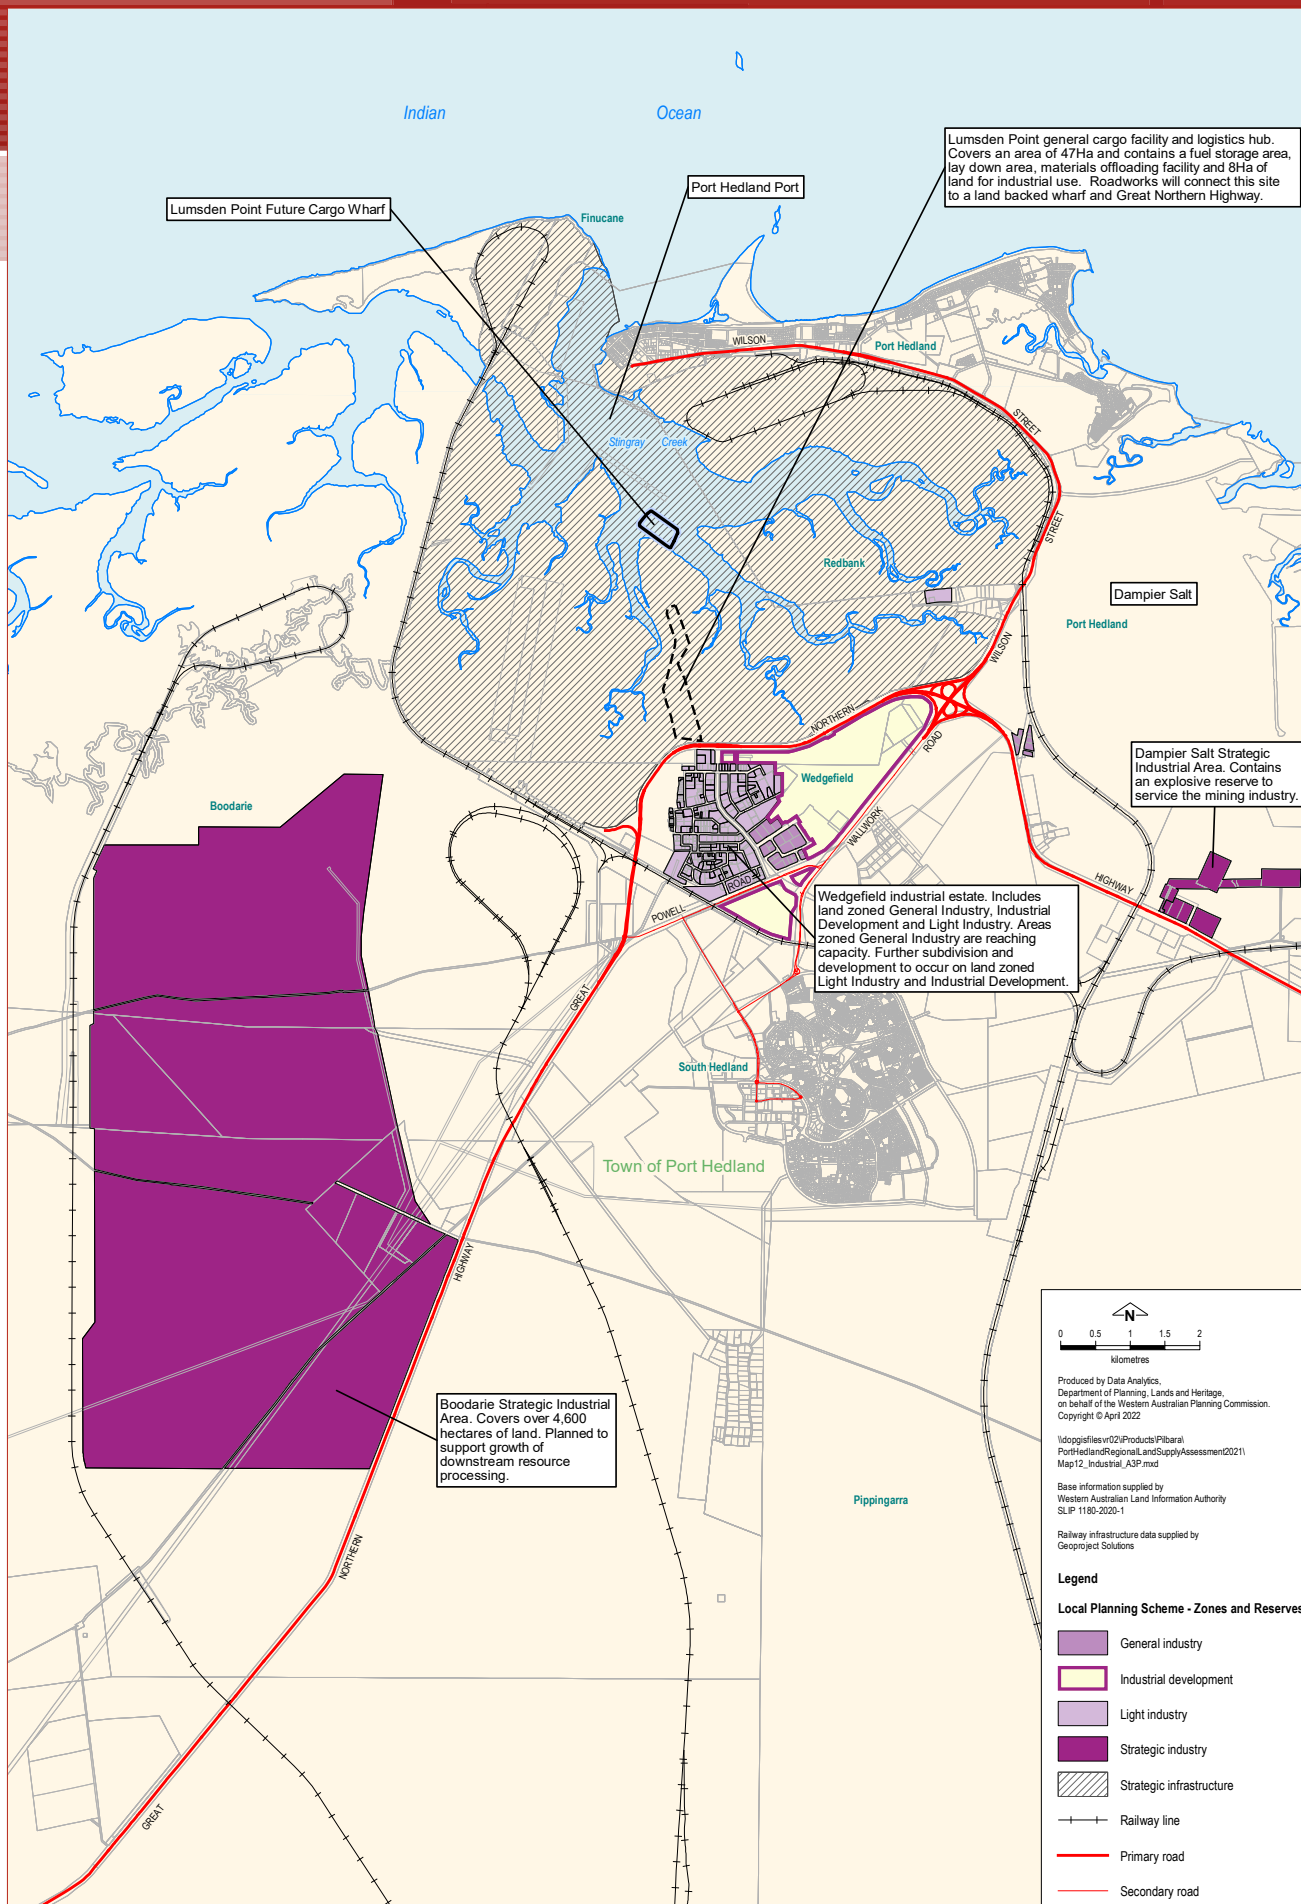 Indian Ocean
Lumsden Point general cargo facility and logistics hub.
Covers an area of 47Ha and contains a fuel storage area,
lay down area, materials offloading facility and 8Ha of
land for industrial use. Roadworks will connect this site
to a land backed wharf and Great Northern Highway.
Port Hedland Port
Lumsden Point Future Cargo Wharf
Finucane
WILSON
Port Hedland
STREET
Stingray Creek
STREET
Redbank
Dampier Salt
Port Hedland
WILSON
NORTHERN
ROAD
Dampier Salt Strategic
Industrial Area. Contains
an explosive reserve to
service the mining industry.
Wedgefield
Boodarie
WALLWORK
HIGHWAY
ROAD
POWELL
Wedgefield industrial estate. Includes
land zoned General Industry, Industrial
Development and Light Industry. Areas
zoned General Industry are reaching
capacity. Further subdivision and
development to occur on land zoned
Light Industry and Industrial Development.
GREAT
South Hedland
Town of Port Hedland
HIGHWAY
Boodarie Strategic Industrial
Area. Covers over 4,600
hectares of land. Planned to
support growth of
downstream resource
processing.
Pippingarra
NORTHERN
GREAT
N
0 0.5 1 1.5 2
kilometres
Produced by Data Analytics,
Department of Planning, Lands and Heritage,
on behalf of the Western Australian Planning Commission.
Copyright © April 2022
\\dopgisfilesvr02\iProducts\Pilbara\
PortHedlandRegionalLandSupplyAssessment2021\
Map12_Industrial_A3P.mxd
Base information supplied by
Western Australian Land Information Authority
SLIP 1180-2020-1
Railway infrastructure data supplied by
Geoproject Solutions
Legend
Local Planning Scheme - Zones and Reserves
General industry
Industrial development
Light industry
Strategic industry
Strategic infrastructure
Railway line
Primary road
Secondary road